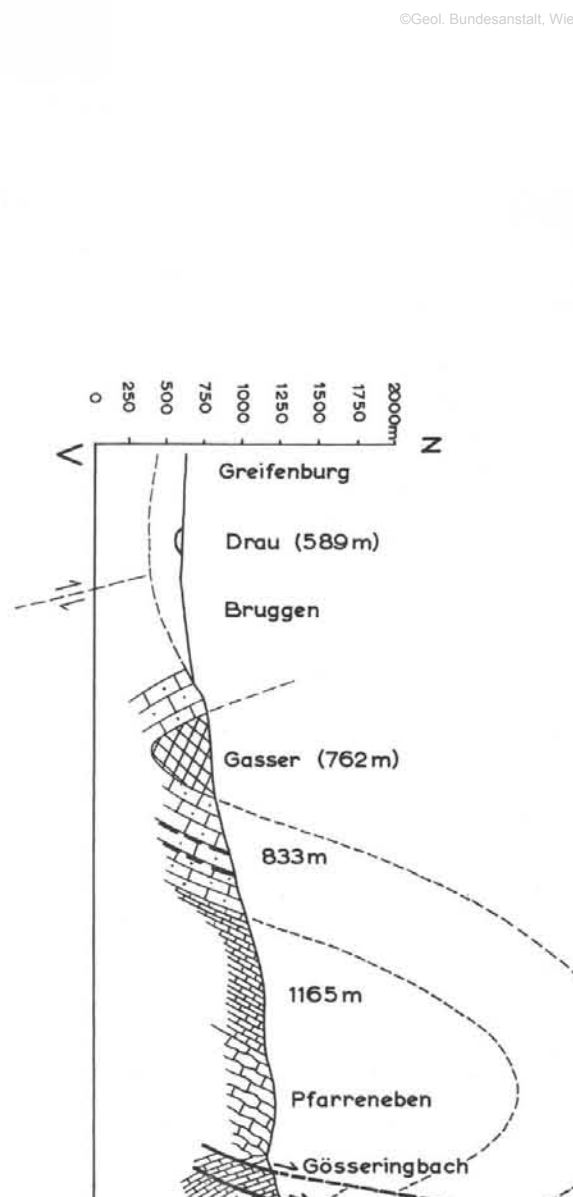 ©Geol. Bundesanstalt, Wie
0 250 500 750 1000 1250 1500 1750 2000m
N
Greifenburg
Drau (589m)
Bruggen
Gasser (762m)
833m
1165m
Pfarreneben
Gösseringbach